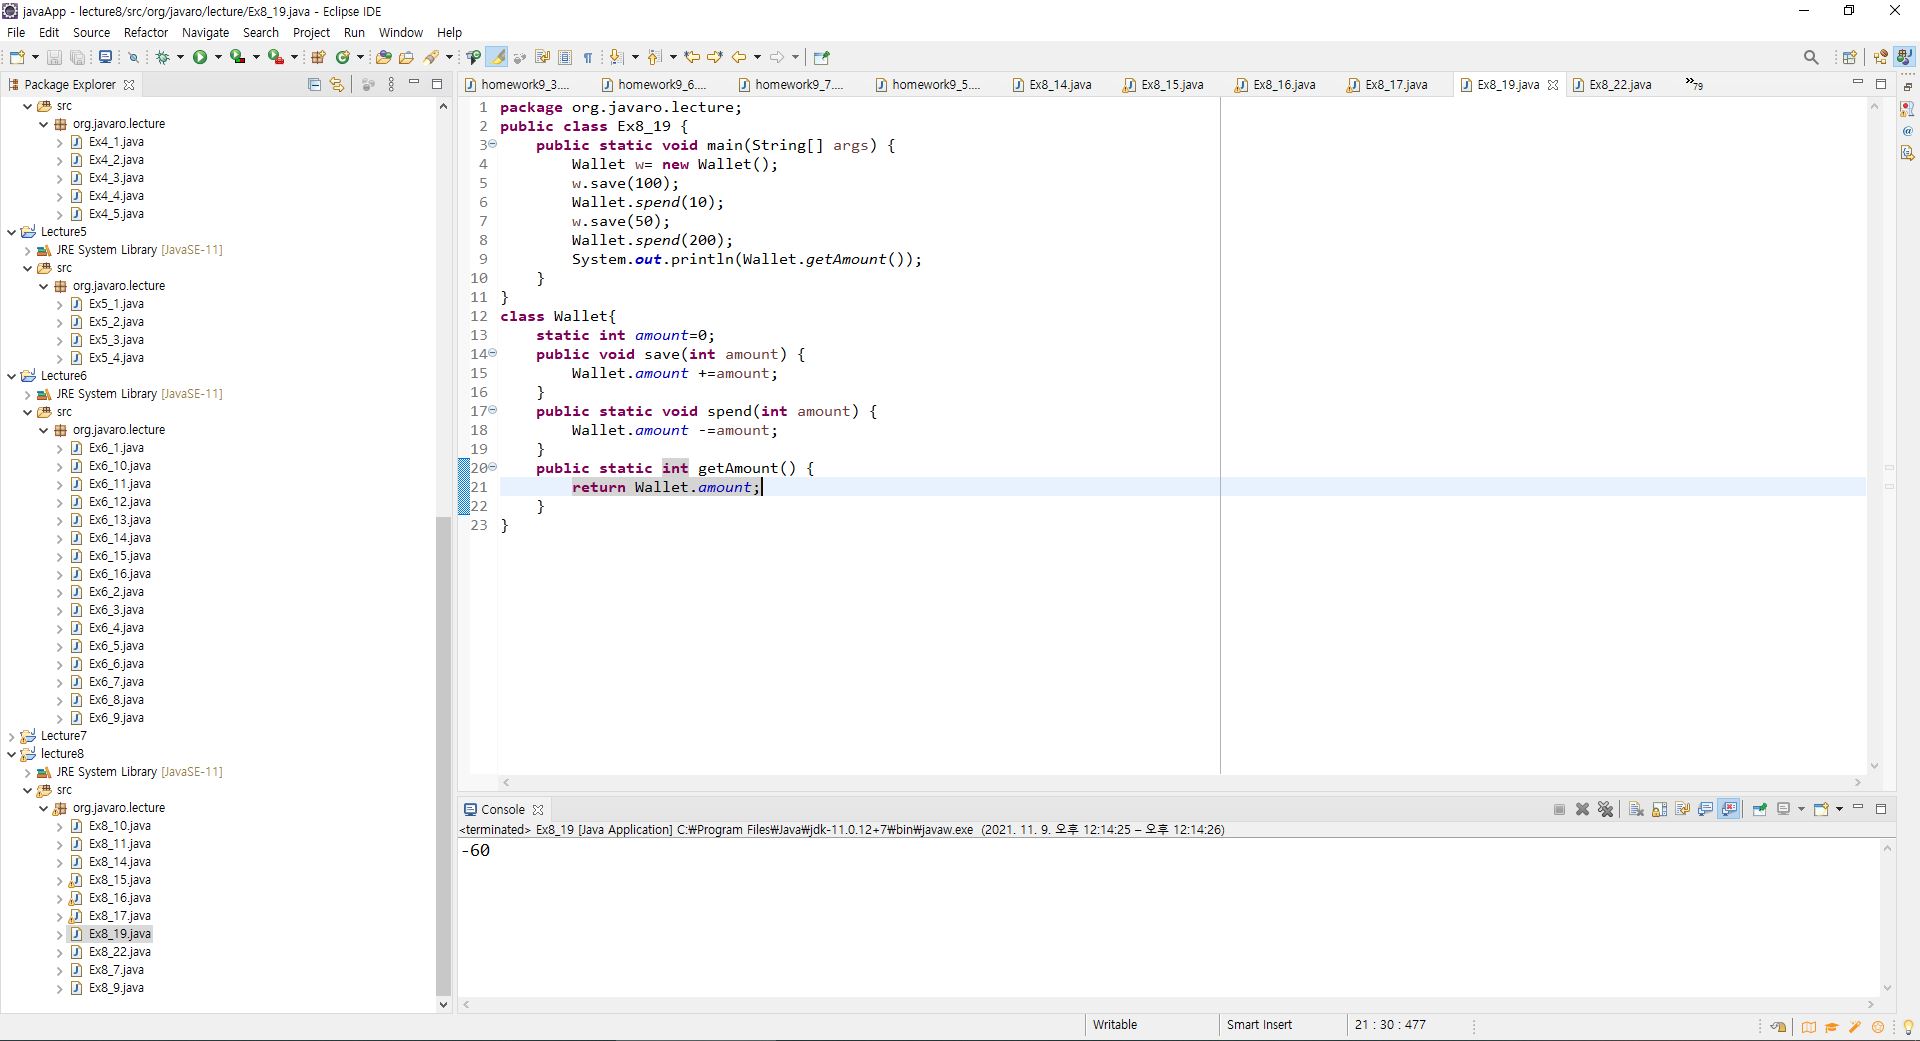 javaApp - lecture8/src/org/javaro/lecture/Ex8_19.java - Eclipse IDE
File Edit Source Refactor Navigate Search Project Run Window Help
Package Explorer
src
org.javaro.lecture
Ex4_1.java
Ex4_2.java
Ex4_3.java
Ex4_4.java
Ex4_5.java
Lecture5
JRE System Library [JavaSE-11]
src
org.javaro.lecture
Ex5_1.java
Ex5_2.java
Ex5_3.java
Ex5_4.java
Lecture6
JRE System Library [JavaSE-11]
src
org.javaro.lecture
Ex6_1.java
Ex6_10.java
Ex6_11.java
Ex6_12.java
Ex6_13.java
Ex6_14.java
Ex6_15.java
Ex6_16.java
Ex6_2.java
Ex6_3.java
Ex6_4.java
Ex6_5.java
Ex6_6.java
Ex6_7.java
Ex6_8.java
Ex6_9.java
Lecture7
lecture8
JRE System Library [JavaSE-11]
src
org.javaro.lecture
Ex8_10.java
Ex8_11.java
Ex8_14.java
Ex8_15.java
Ex8_16.java
Ex8_17.java
Ex8_19.java
Ex8_22.java
Ex8_7.java
Ex8_9.java
homework9_3.... homework9_6.... homework9_7.... homework9_5.... Ex8_14.java Ex8_15.java Ex8_16.java Ex8_17.java Ex8_19.java Ex8_22.java »79
1 package org.javaro.lecture;
2 public class Ex8_19 {
3 public static void main(String[] args) {
4 Wallet w= new Wallet();
5 w.save(100);
6 Wallet.spend(10);
7 w.save(50);
8 Wallet.spend(200);
9 System.out.println(Wallet.getAmount());
10 }
11 }
12 class Wallet{
13 static int amount=0;
14 public void save(int amount) {
15 Wallet.amount +=amount;
16 }
17 public static void spend(int amount) {
18 Wallet.amount -=amount;
19 }
20 public static int getAmount() {
21 return Wallet.amount;
22 }
23 }
Console
<terminated> Ex8_19 [Java Application] C:₩Program Files₩Java₩jdk-11.0.12+7₩bin₩javaw.exe (2021. 11. 9. 오후 12:14:25 – 오후 12:14:26)
-60
Writable Smart Insert 21 : 30 : 477